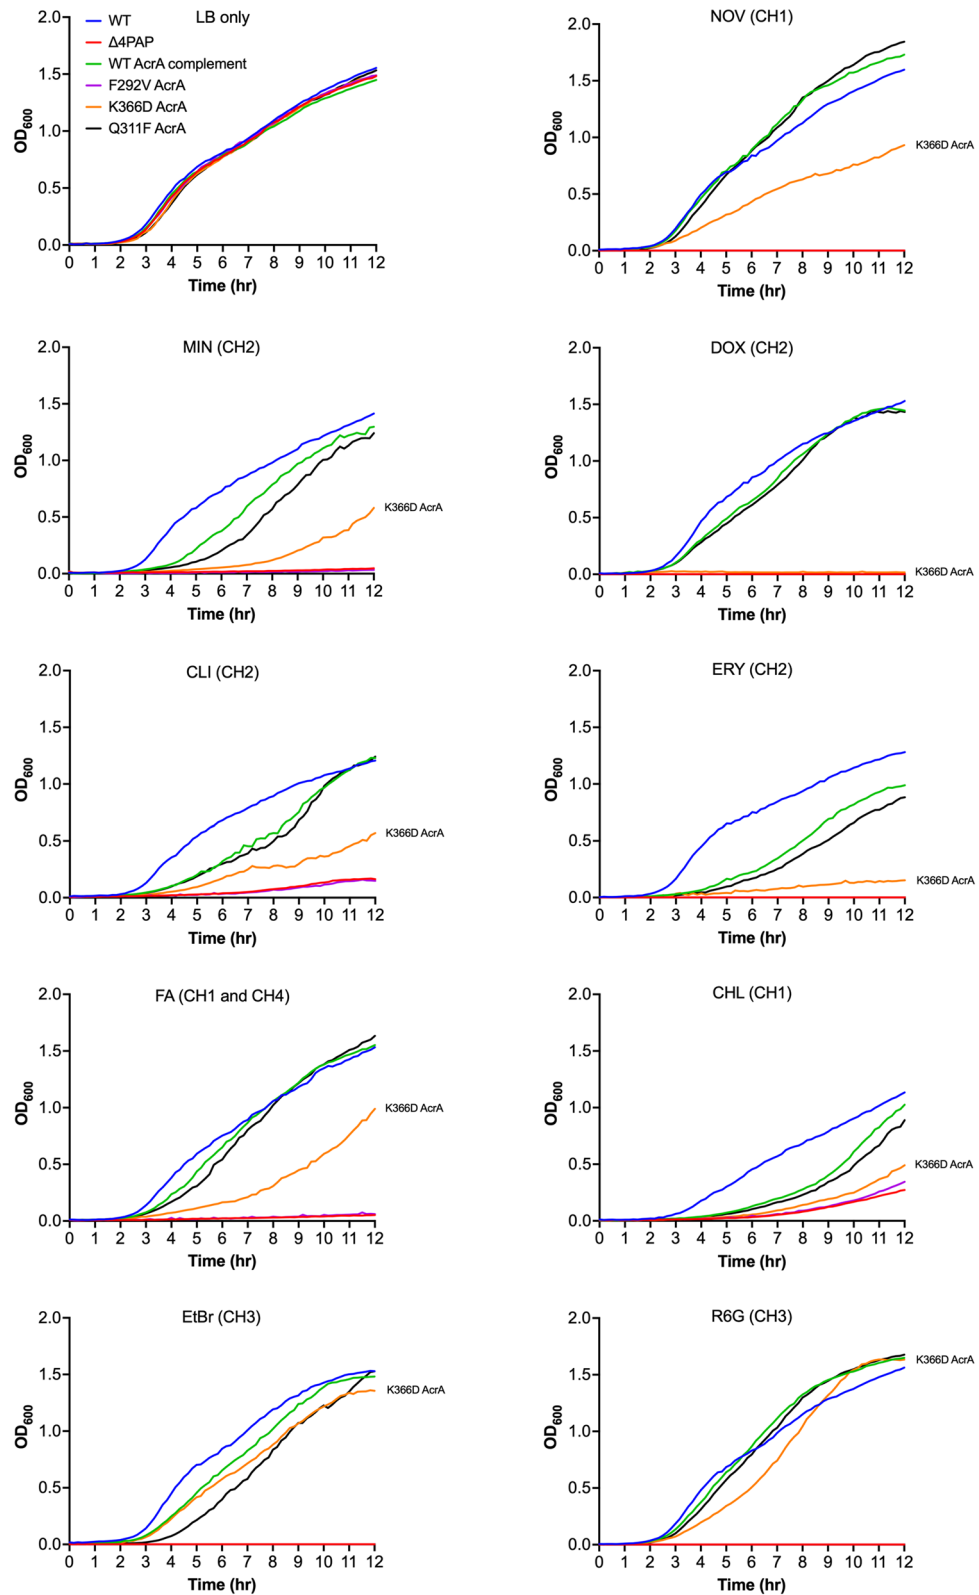 LB only
WT
Δ4PAP
WT AcrA complement
F292V AcrA
K366D AcrA
Q311F AcrA
2.0
1.5
1.0
0.5
0.0
OD600
0 1 2 3 4 5 6 7 8 9 10 11 12
Time (hr)
NOV (CH1)
2.0
1.5
1.0
0.5
0.0
OD600
K366D AcrA
0 1 2 3 4 5 6 7 8 9 10 11 12
Time (hr)
MIN (CH2)
2.0
1.5
1.0
0.5
0.0
OD600
K366D AcrA
0 1 2 3 4 5 6 7 8 9 10 11 12
Time (hr)
DOX (CH2)
2.0
1.5
1.0
0.5
0.0
OD600
K366D AcrA
0 1 2 3 4 5 6 7 8 9 10 11 12
Time (hr)
CLI (CH2)
2.0
1.5
1.0
0.5
0.0
OD600
K366D AcrA
0 1 2 3 4 5 6 7 8 9 10 11 12
Time (hr)
ERY (CH2)
2.0
1.5
1.0
0.5
0.0
OD600
K366D AcrA
0 1 2 3 4 5 6 7 8 9 10 11 12
Time (hr)
FA (CH1 and CH4)
2.0
1.5
1.0
0.5
0.0
OD600
K366D AcrA
0 1 2 3 4 5 6 7 8 9 10 11 12
Time (hr)
CHL (CH1)
2.0
1.5
1.0
0.5
0.0
OD600
K366D AcrA
0 1 2 3 4 5 6 7 8 9 10 11 12
Time (hr)
EtBr (CH3)
2.0
1.5
1.0
0.5
0.0
OD600
K366D AcrA
0 1 2 3 4 5 6 7 8 9 10 11 12
Time (hr)
R6G (CH3)
2.0
1.5
1.0
0.5
0.0
OD600
K366D AcrA
0 1 2 3 4 5 6 7 8 9 10 11 12
Time (hr)